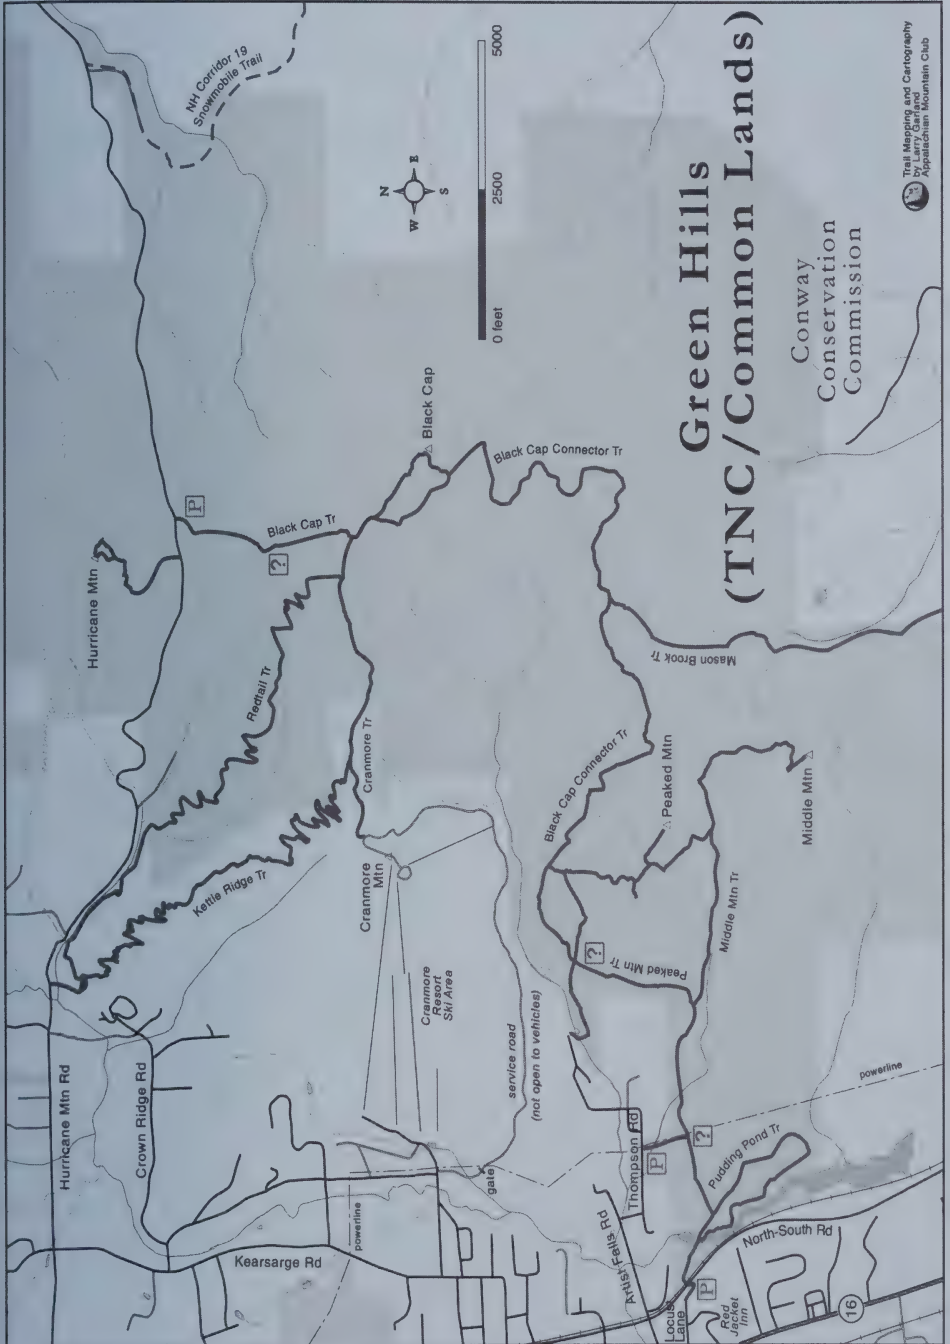 NH Corridor 19
Snowmobile Trail
N
W
E
S
0 feet
2500
5000
Green Hills
(TNC/Common Lands)
Conway
Conservation
Commission
Trail Mapping and Cartography
by Larry Garland
Appalachian Mountain Club
Hurricane Mtn
P
?
Black Cap Tr
Black Cap
Black Cap Connector Tr
Redtail Tr
Cranmore Tr
Kettle Ridge Tr
Cranmore
Mtn
Cranmore
Resort
Ski Area
Mason Brook Tr
Black Cap Connector Tr
Peaked Mtn
Middle Mtn
Middle Mtn Tr
?
Peaked Mtn Tr
service road
(not open to vehicles)
Hurricane Mtn Rd
Crown Ridge Rd
Kearsarge Rd
powerline
gate
Thompson Rd
P
?
powerline
Pudding Pond Tr
Artist Falls Rd
North-South Rd
Locust
Lane
P
Red
Jacket
Inn
16